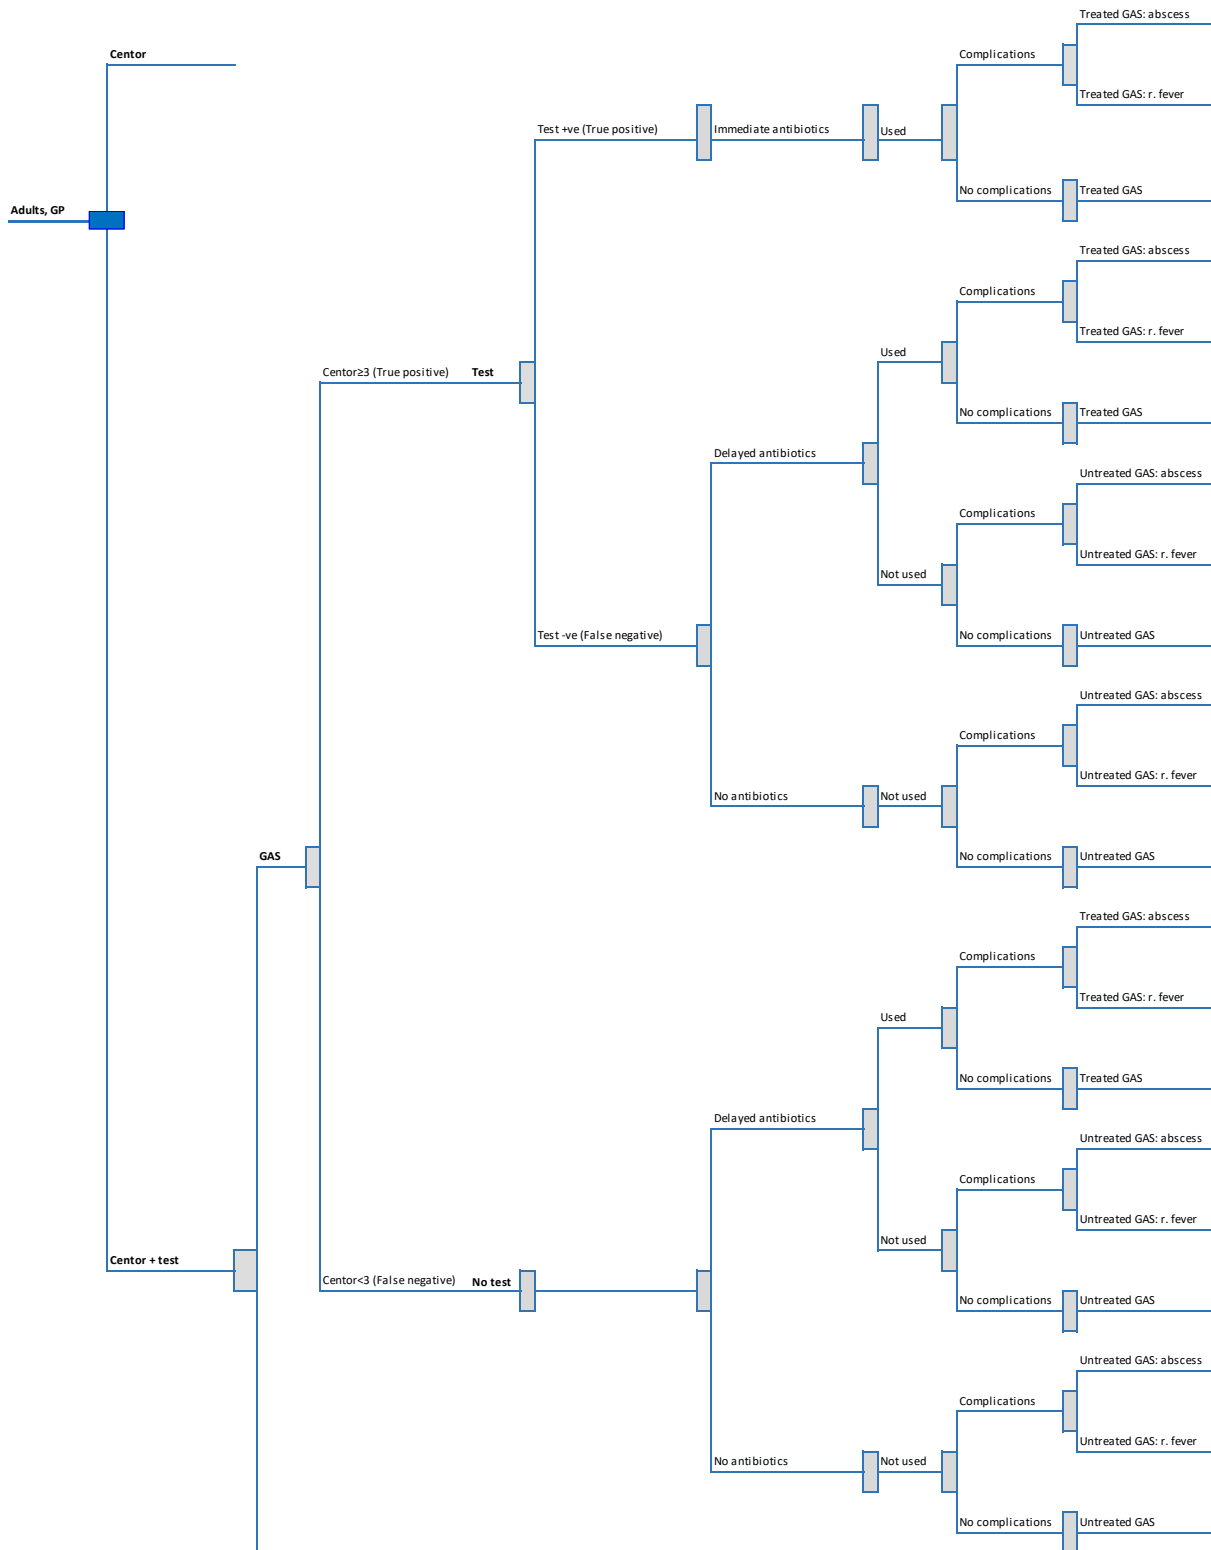 Treated GAS: abscess
Centor
Complications
Treated GAS: r. fever
Test +ve (True positive)
Immediate antibiotics
Used
No complications
Treated GAS
Adults, GP
Treated GAS: abscess
Complications
Treated GAS: r. fever
Used
Centor≥3 (True positive)
Test
No complications
Treated GAS
Delayed antibiotics
Untreated GAS: abscess
Complications
Untreated GAS: r. fever
Not used
Test -ve (False negative)
No complications
Untreated GAS
Untreated GAS: abscess
Complications
Untreated GAS: r. fever
No antibiotics
Not used
GAS
No complications
Untreated GAS
Treated GAS: abscess
Complications
Treated GAS: r. fever
Used
No complications
Treated GAS
Delayed antibiotics
Untreated GAS: abscess
Complications
Untreated GAS: r. fever
Not used
Centor + test
Centor<3 (False negative)
No test
No complications
Untreated GAS
Untreated GAS: abscess
Complications
Untreated GAS: r. fever
No antibiotics
Not used
No complications
Untreated GAS